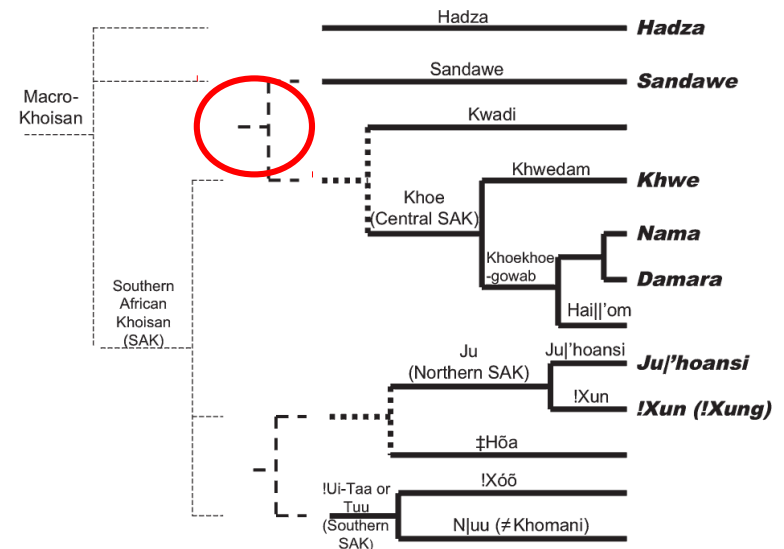 Hadza
Hadza
Sandawe
Sandawe
Macro-
Khoisan
Kwadi
Khwedam
Khwe
Khoe
(Central SAK)
Nama
Khoekhoe
-gowab
Damara
Southern
African
Khoisan
(SAK)
Hai||’om
Ju
(Northern SAK)
Ju|’hoansi
Ju|’hoansi
!Xun
!Xun (!Xung)
‡Hõa
!Ui-Taa or
Tuu
(Southern
SAK)
!Xóõ
N|uu (≠Khomani)